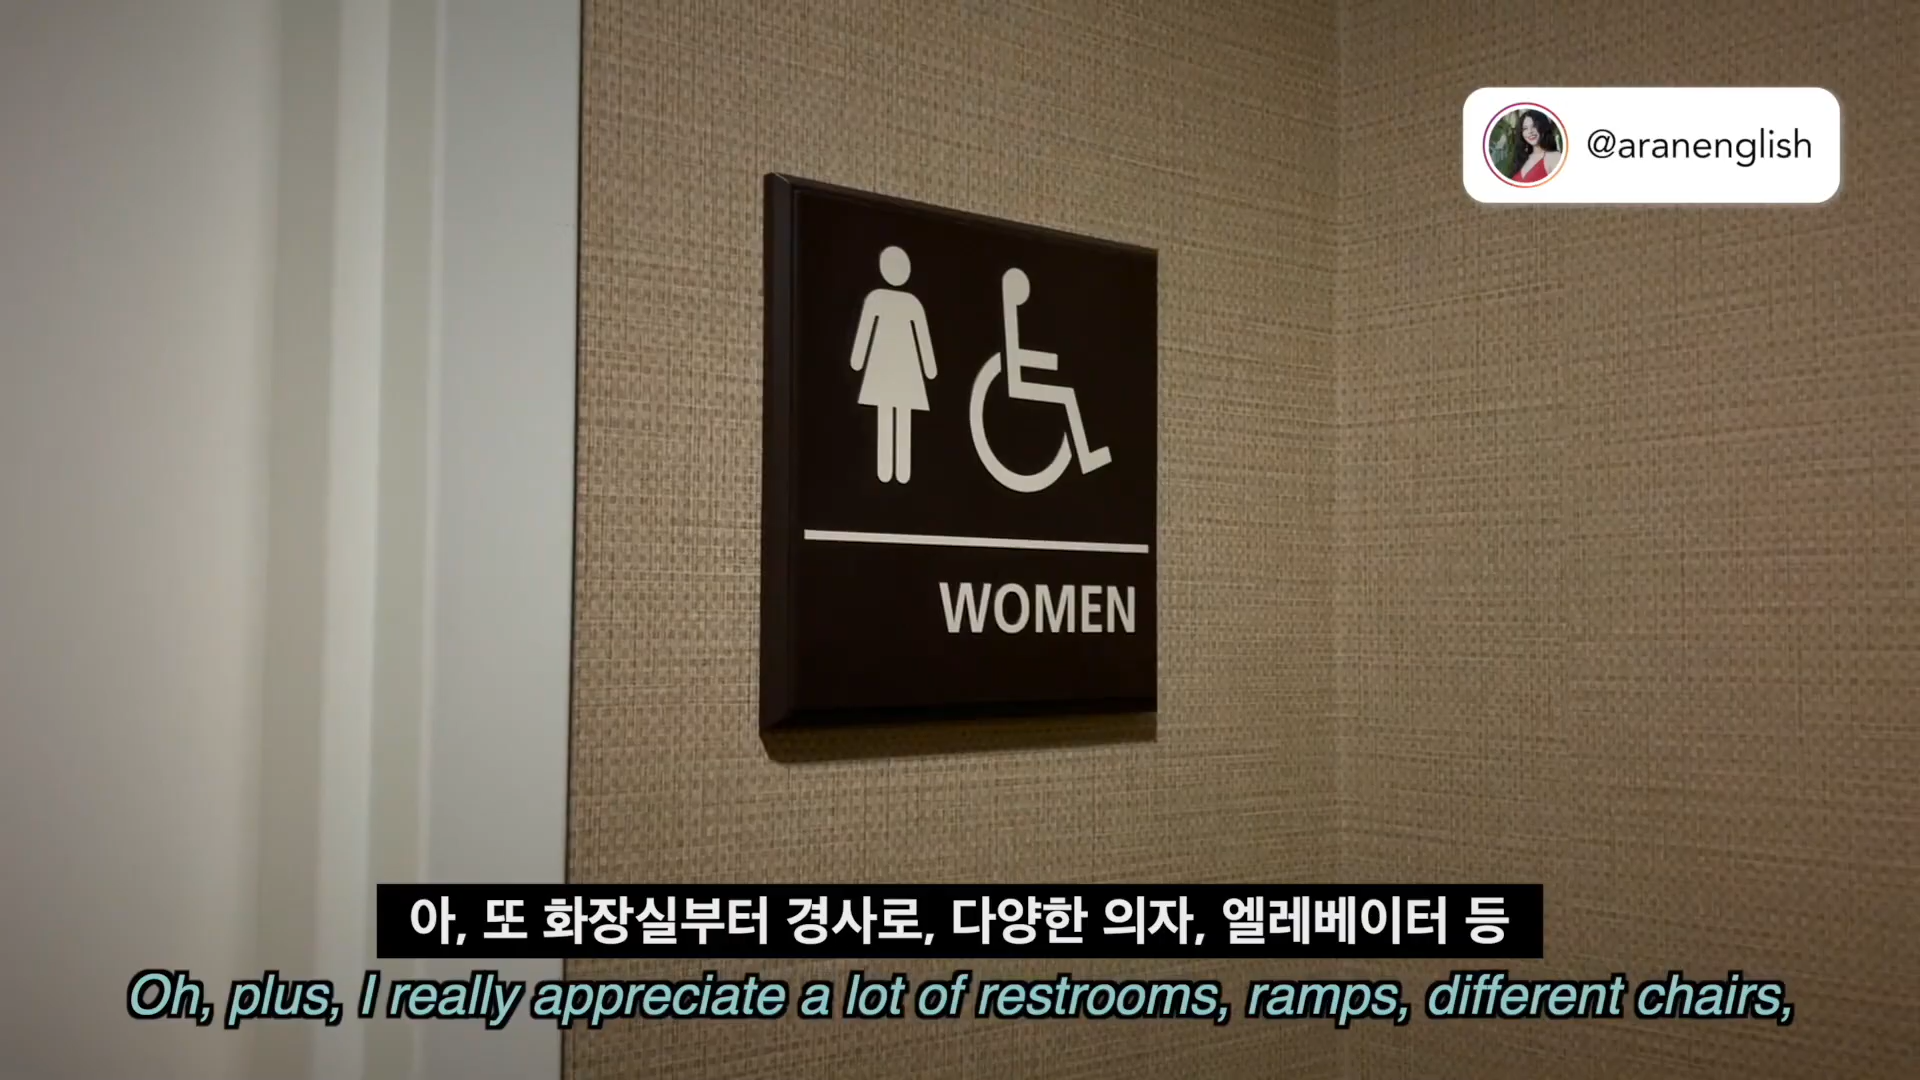 @aranenglish
WOMEN
아, 또 화장실부터 경사로, 다양한 의자, 엘레베이터 등
Oh, plus, I really appreciate a lot of restrooms, ramps, different chairs,